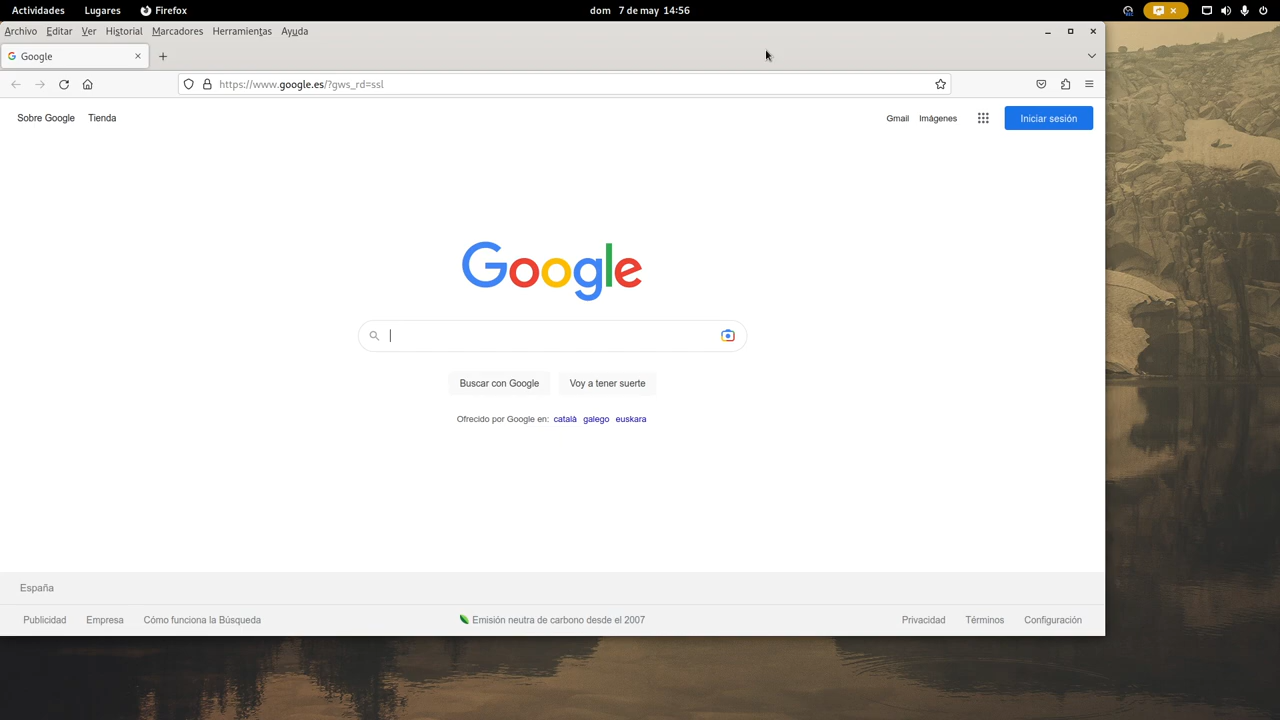 Actividades Lugares Firefox dom 7 de may 14:56
Archivo Editar Ver Historial Marcadores Herramientas Ayuda
Google
https://www.google.es/?gws_rd=ssl
Sobre Google Tienda Gmail Imágenes Iniciar sesión
Google
Buscar con Google Voy a tener suerte
Ofrecido por Google en: català galego euskara
España
Publicidad Empresa Cómo funciona la Búsqueda Emisión neutra de carbono desde el 2007 Privacidad Términos Configuración